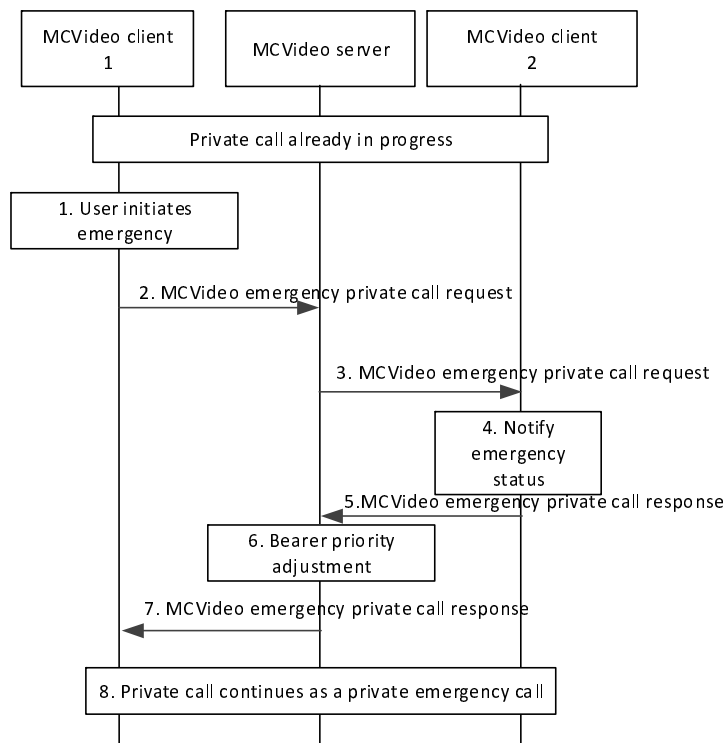 MCVideo client
1
MCVideo server
MCVideo client
2
Private call already in progress
1. User initiates
emergency
2. MCVideo emergency private call request
3. MCVideo emergency private call request
4. Notify
emergency
status
5.MCVideo emergency private call response
6. Bearer priority
adjustment
7. MCVideo emergency private call response
8. Private call continues as a private emergency call